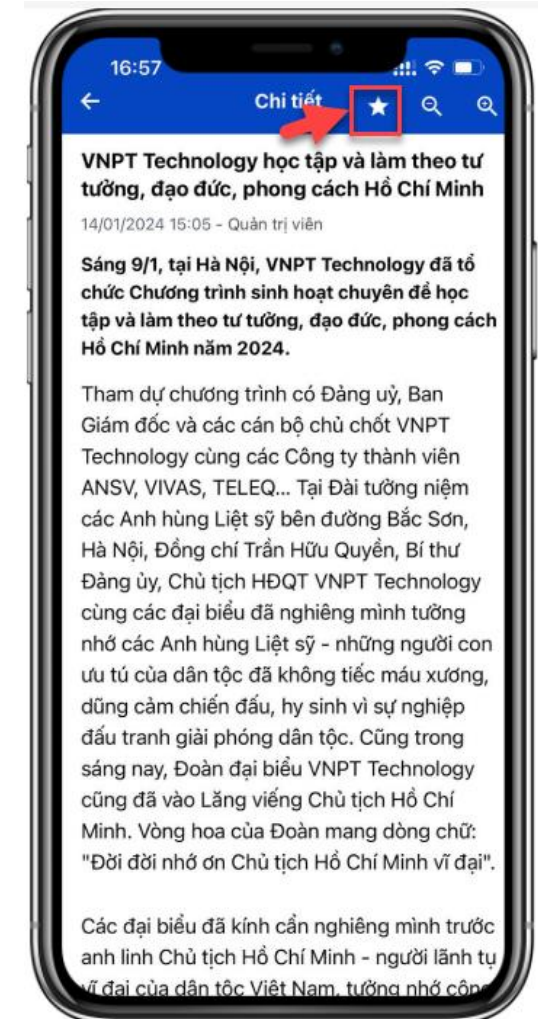 16:57
Chi tiết
VNPT Technology học tập và làm theo tư
tưởng, đạo đức, phong cách Hồ Chí Minh
14/01/2024 15:05 - Quản trị viên
Sáng 9/1, tại Hà Nội, VNPT Technology đã tổ
chức Chương trình sinh hoạt chuyên đề học
tập và làm theo tư tưởng, đạo đức, phong cách
Hồ Chí Minh năm 2024.
Tham dự chương trình có Đảng uỷ, Ban
Giám đốc và các cán bộ chủ chốt VNPT
Technology cùng các Công ty thành viên
ANSV, VIVAS, TELEQ... Tại Đài tưởng niệm
các Anh hùng Liệt sỹ bên đường Bắc Sơn,
Hà Nội, Đồng chí Trần Hữu Quyền, Bí thư
Đảng ủy, Chủ tịch HĐQT VNPT Technology
cùng các đại biểu đã nghiêng mình tưởng
nhớ các Anh hùng Liệt sỹ - những người con
ưu tú của dân tộc đã không tiếc máu xương,
dũng cảm chiến đấu, hy sinh vì sự nghiệp
đấu tranh giải phóng dân tộc. Cũng trong
sáng nay, Đoàn đại biểu VNPT Technology
cũng đã vào Lăng viếng Chủ tịch Hồ Chí
Minh. Vòng hoa của Đoàn mang dòng chữ:
"Đời đời nhớ ơn Chủ tịch Hồ Chí Minh vĩ đại".
Các đại biểu đã kính cẩn nghiêng mình trước
anh linh Chủ tịch Hồ Chí Minh - người lãnh tụ
vĩ đại của dân tộc Việt Nam, tưởng nhớ công